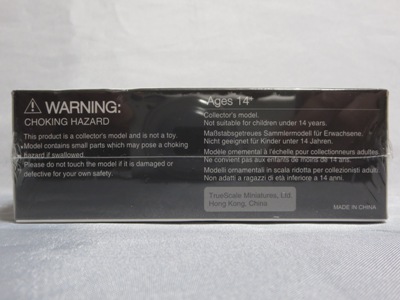 WARNING:
CHOKING HAZARD
This product is a collector's model and is not a toy.
Model contains small parts which may pose a choking
hazard if swallowed.
Please do not touch the model if it is damaged or
defective for your own safety.
Ages 14+
Collector's model.
Not suitable for children under 14 years.
Maßstabsgetreues Sammlermodell für Erwachsene.
Nicht geeignet für Kinder unter 14 Jahren.
Modéle ornamental à l'échelle pour collectionneurs adultes
Ne convient pas aux enfants de moins de 14 ans.
Modelli ornamentali in scala ridotta per collezionisti adulti
Non adatti a ragazzi di età inferiore a 14 anni.
TrueScale Miniatures, Ltd.
Hong Kong, China
MADE IN CHINA